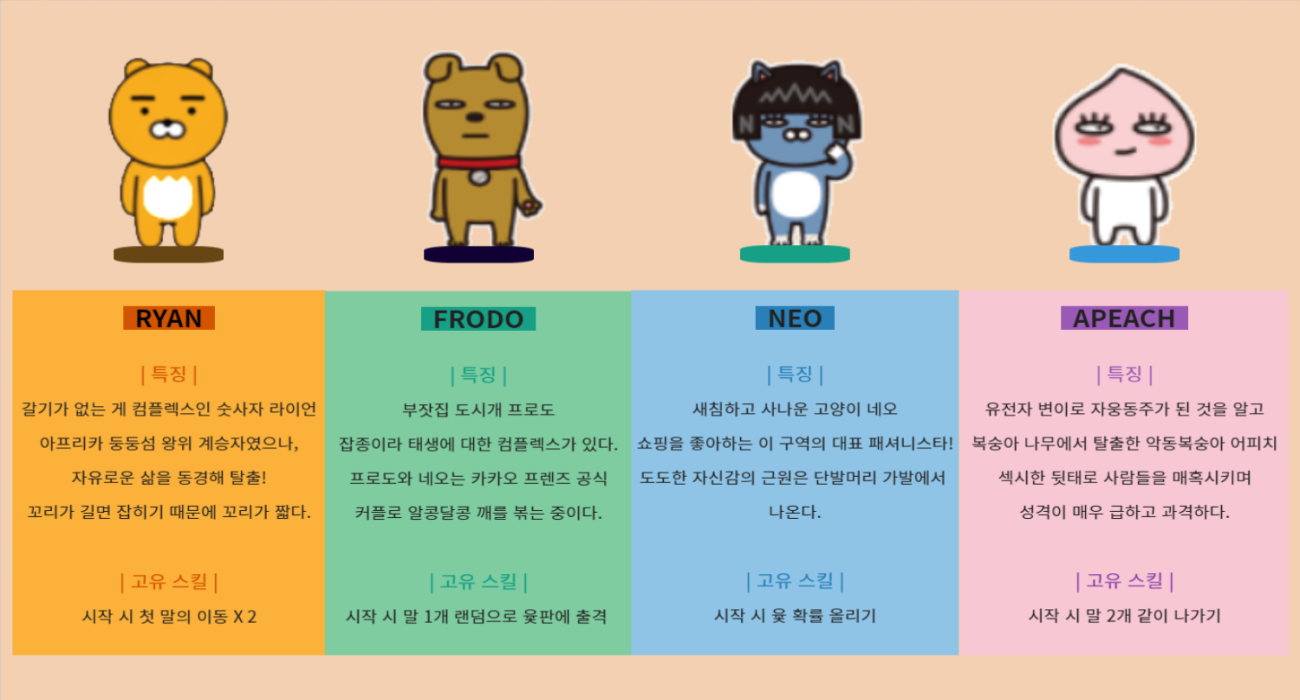 RYAN
| 특징 |
갈기가 없는 게 컴플렉스인 숫사자 라이언
아프리카 둥둥섬 왕위 계승자였으나,
자유로운 삶을 동경해 탈출!
꼬리가 길면 잡히기 때문에 꼬리가 짧다.
| 고유 스킬 |
시작 시 첫 말의 이동 X 2
FRODO
| 특징 |
부잣집 도시개 프로도
잡종이라 태생에 대한 컴플렉스가 있다.
프로도와 네오는 카카오 프렌즈 공식
커플로 알콩달콩 깨를 볶는 중이다.
| 고유 스킬 |
시작 시 말 1개 랜덤으로 윷판에 출격
NEO
| 특징 |
새침하고 사나운 고양이 네오
쇼핑을 좋아하는 이 구역의 대표 패셔니스타!
도도한 자신감의 근원은 단발머리 가발에서
나온다.
| 고유 스킬 |
시작 시 윷 확률 올리기
APEACH
| 특징 |
유전자 변이로 자웅동주가 된 것을 알고
복숭아 나무에서 탈출한 악동복숭아 어피치
섹시한 뒷태로 사람들을 매혹시키며
성격이 매우 급하고 과격하다.
| 고유 스킬 |
시작 시 말 2개 같이 나가기